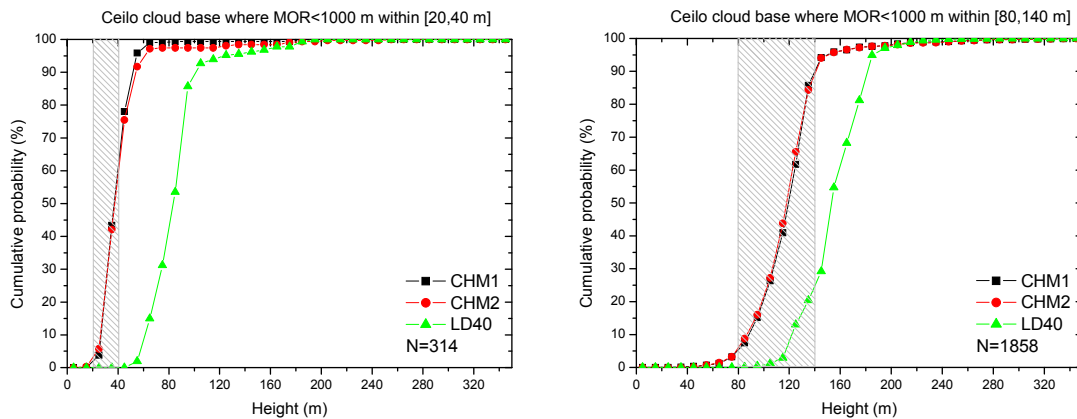 Ceilo cloud base where MOR<1000 m within [20,40 m]
100
90
80
70
60
50
40
30
20
10
0
Cumulative probability (%)
CHM1
CHM2
LD40
N=314
0 40 80 120 160 200 240 280 320
Height (m)
Ceilo cloud base where MOR<1000 m within [80,140 m]
100
90
80
70
60
50
40
30
20
10
0
Cumulative probability (%)
CHM1
CHM2
LD40
N=1858
0 40 80 120 160 200 240 280 320
Height (m)